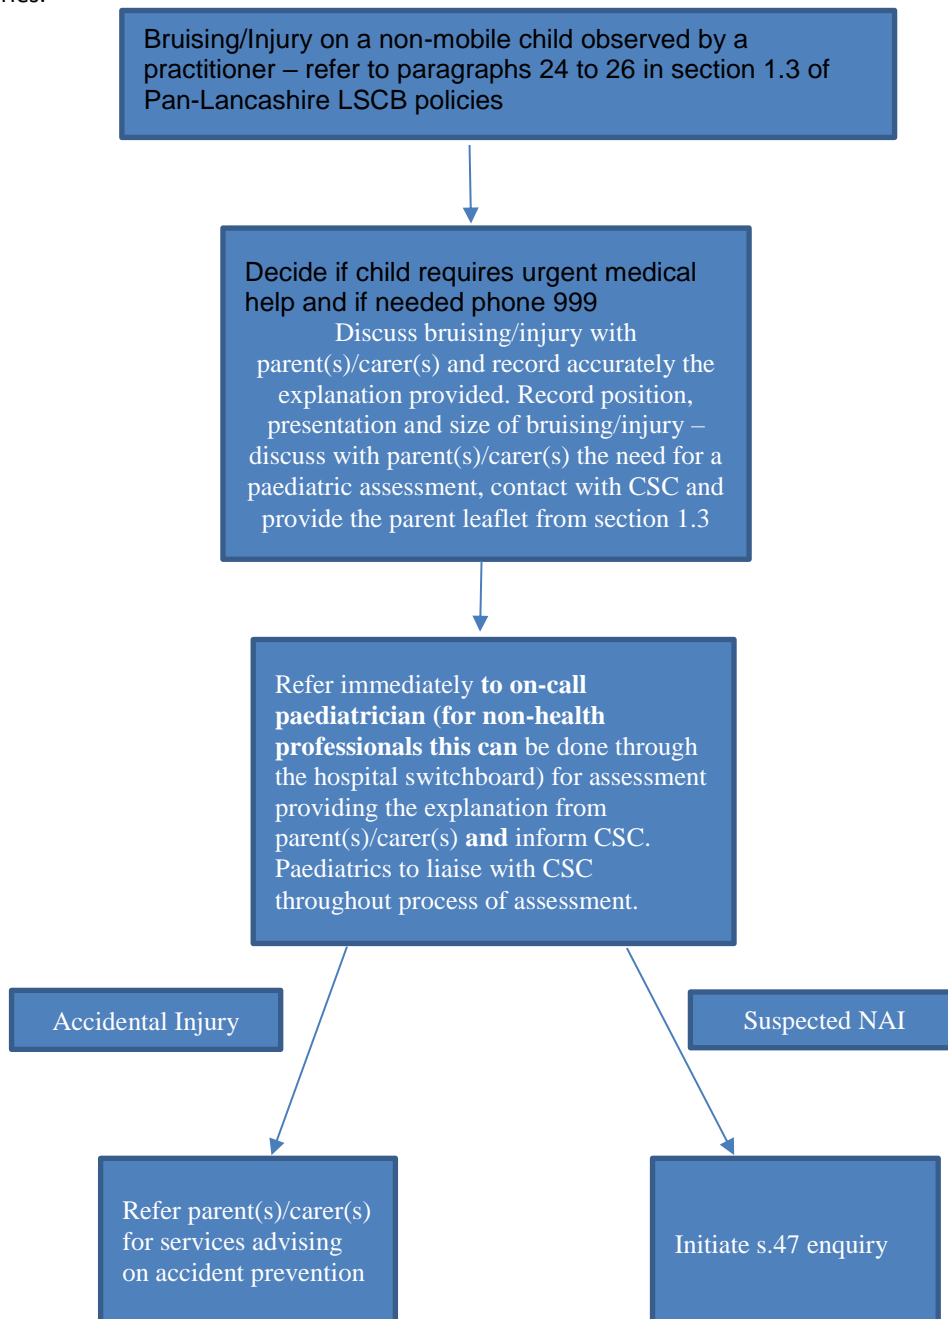 Bruising/Injury on a non-mobile child observed by a
practitioner – refer to paragraphs 24 to 26 in section 1.3 of
Pan-Lancashire LSCB policies
Decide if child requires urgent medical
help and if needed phone 999
Discuss bruising/injury with
parent(s)/carer(s) and record accurately the
explanation provided. Record position,
presentation and size of bruising/injury –
discuss with parent(s)/carer(s) the need for a
paediatric assessment, contact with CSC and
provide the parent leaflet from section 1.3
Refer immediately to on-call
paediatrician (for non-health
professionals this can be done through
the hospital switchboard) for assessment
providing the explanation from
parent(s)/carer(s) and inform CSC.
Paediatrics to liaise with CSC
throughout process of assessment.
Accidental Injury
Suspected NAI
Refer parent(s)/carer(s)
for services advising
on accident prevention
Initiate s.47 enquiry